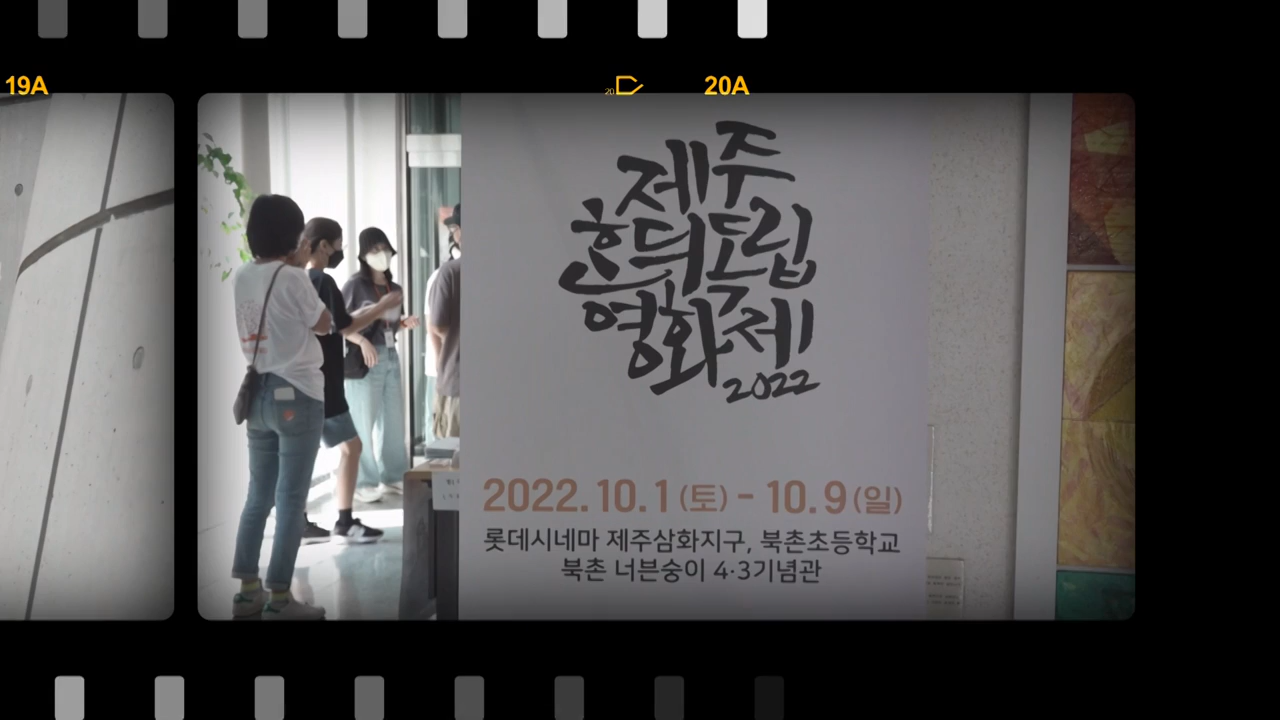 19A
20
20A
제주
혼듸독립
영화제
2022
2022.10.1(토) - 10.9(일)
롯데시네마 제주삼화지구, 북촌초등학교
북촌 너븐숭이 4·3기념관